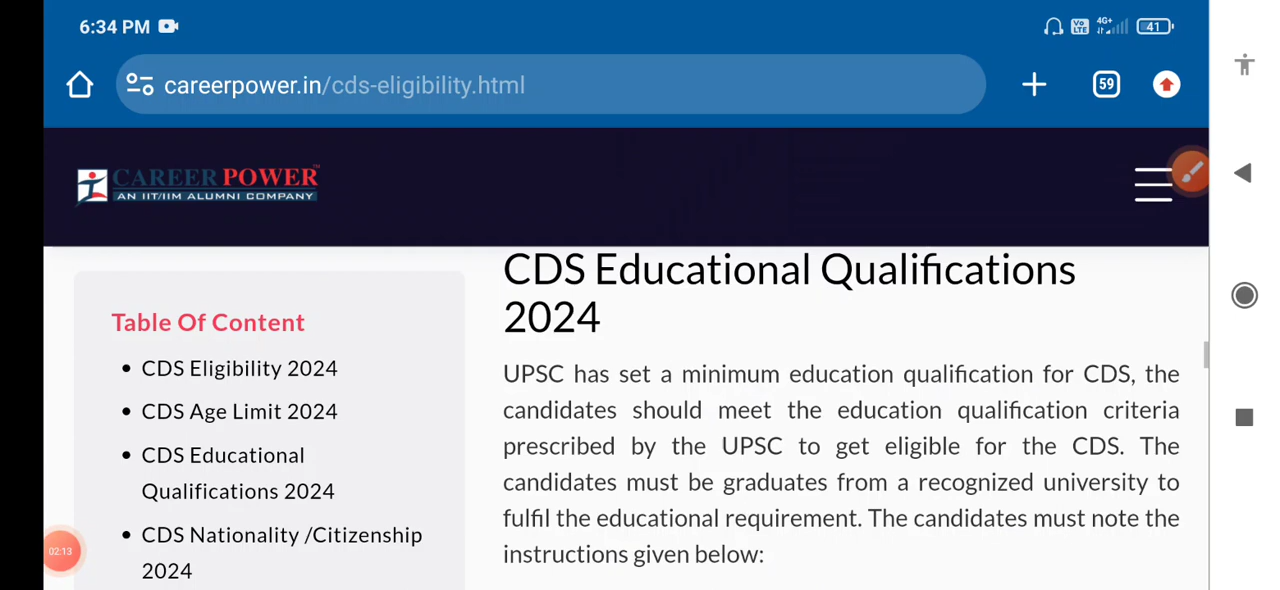 6:34 PM
Vo LTE 4G+ 41
careerpower.in/cds-eligibility.html
59
CAREER POWER™
AN IIT/IIM ALUMNI COMPANY
CDS Educational Qualifications
2024
Table Of Content
• CDS Eligibility 2024
• CDS Age Limit 2024
• CDS Educational
Qualifications 2024
• CDS Nationality /Citizenship
2024
UPSC has set a minimum education qualification for CDS, the
candidates should meet the education qualification criteria
prescribed by the UPSC to get eligible for the CDS. The
candidates must be graduates from a recognized university to
fulfil the educational requirement. The candidates must note the
instructions given below:
02:13